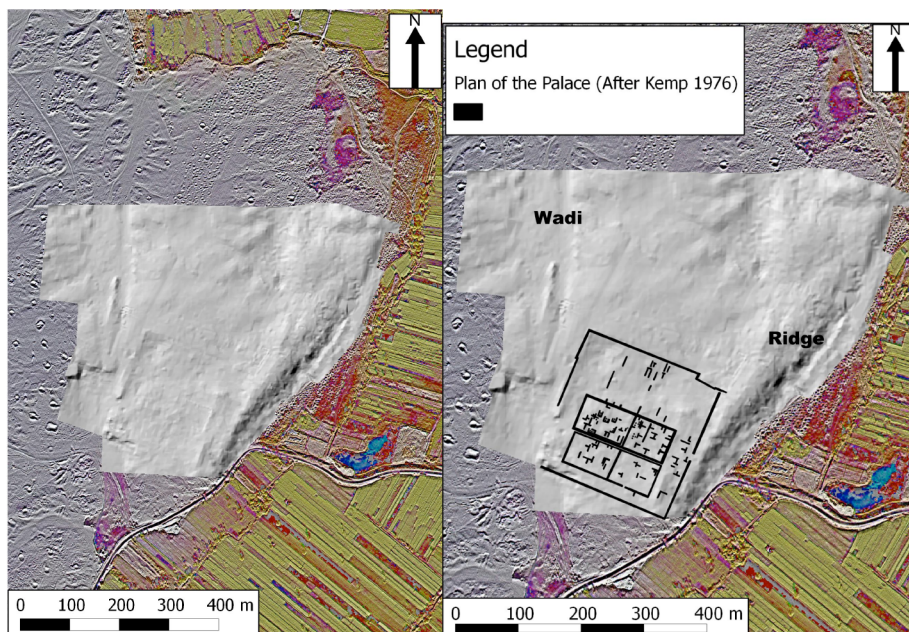 N
0 100 200 300 400 m
Legend
Plan of the Palace (After Kemp 1976)
N
Wadi
Ridge
0 100 200 300 400 m